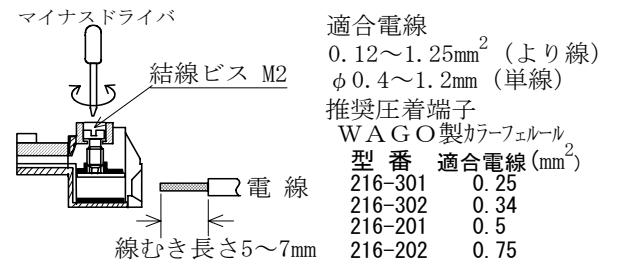 マイナスドライバ
結線ビス M2
電 線
線むき長さ5～7mm
適合電線
0.12～1.25mm2 (より線)
φ0.4～1.2mm (単線)
推奨圧着端子
WAGO製ｶﾗｰﾌｪﾙｰﾙ
型 番 適合電線(mm2)
216-301 0.25
216-302 0.34
216-201 0.5
216-202 0.75